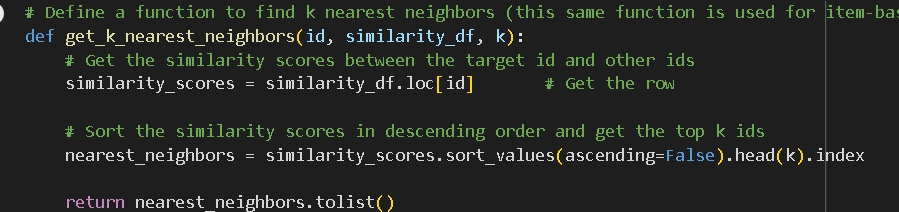 # Define a function to find k nearest neighbors (this same function is used for item-bas
def get_k_nearest_neighbors(id, similarity_df, k):
# Get the similarity scores between the target id and other ids
similarity_scores = similarity_df.loc[id] # Get the row
# Sort the similarity scores in descending order and get the top k ids
nearest_neighbors = similarity_scores.sort_values(ascending=False).head(k).index
return nearest_neighbors.tolist()